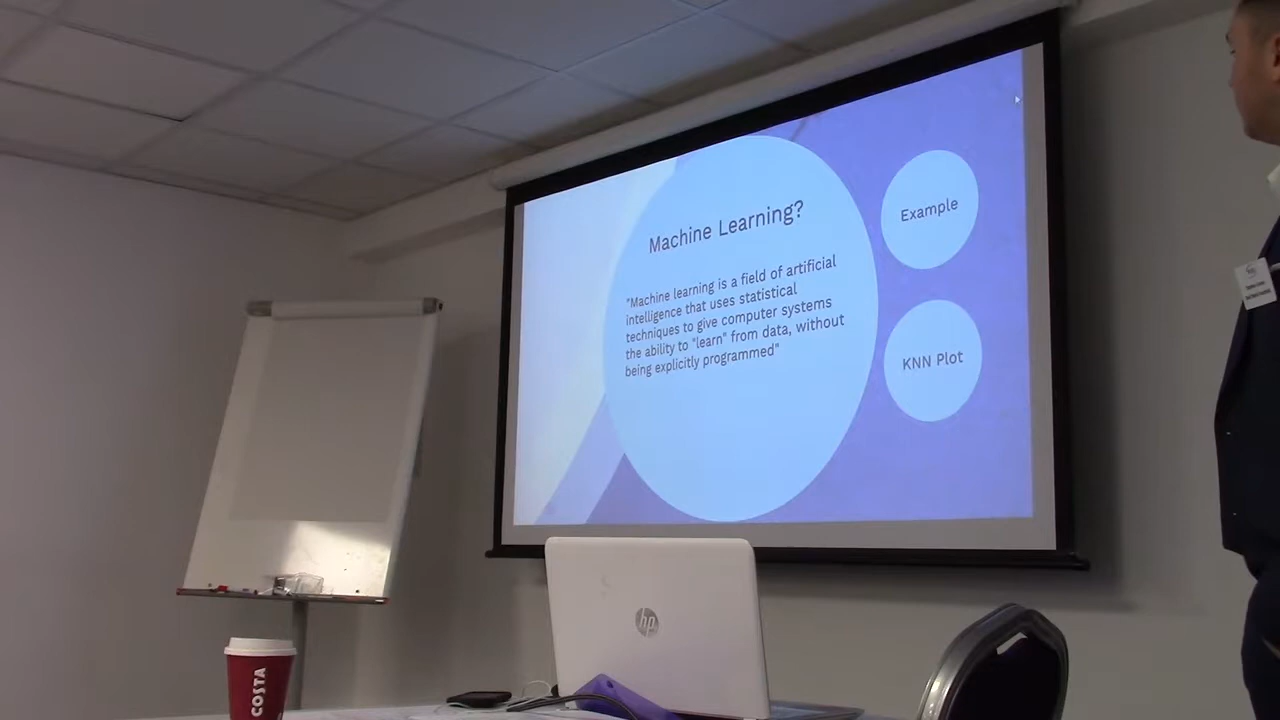 Machine Learning?
"Machine learning is a field of artificial
intelligence that uses statistical
techniques to give computer systems
the ability to "learn" from data, without
being explicitly programmed"
Example
KNN Plot
hp
COSTA